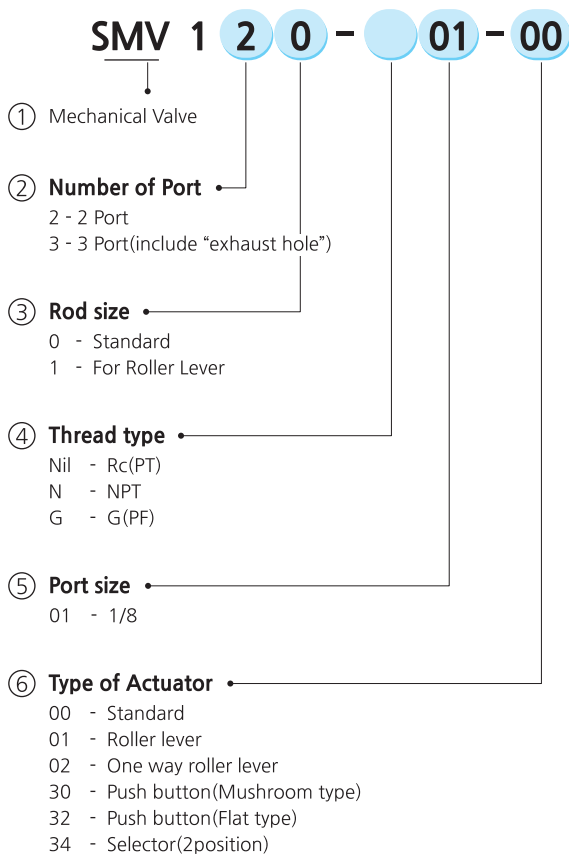 SMV 1 2 0 - 01 - 00
① Mechanical Valve
② Number of Port
2 - 2 Port
3 - 3 Port(include “exhaust hole”)
③ Rod size
0 - Standard
1 - For Roller Lever
④ Thread type
Nil - Rc(PT)
N - NPT
G - G(PF)
⑤ Port size
01 - 1/8
⑥ Type of Actuator
00 - Standard
01 - Roller lever
02 - One way roller lever
30 - Push button(Mushroom type)
32 - Push button(Flat type)
34 - Selector(2position)